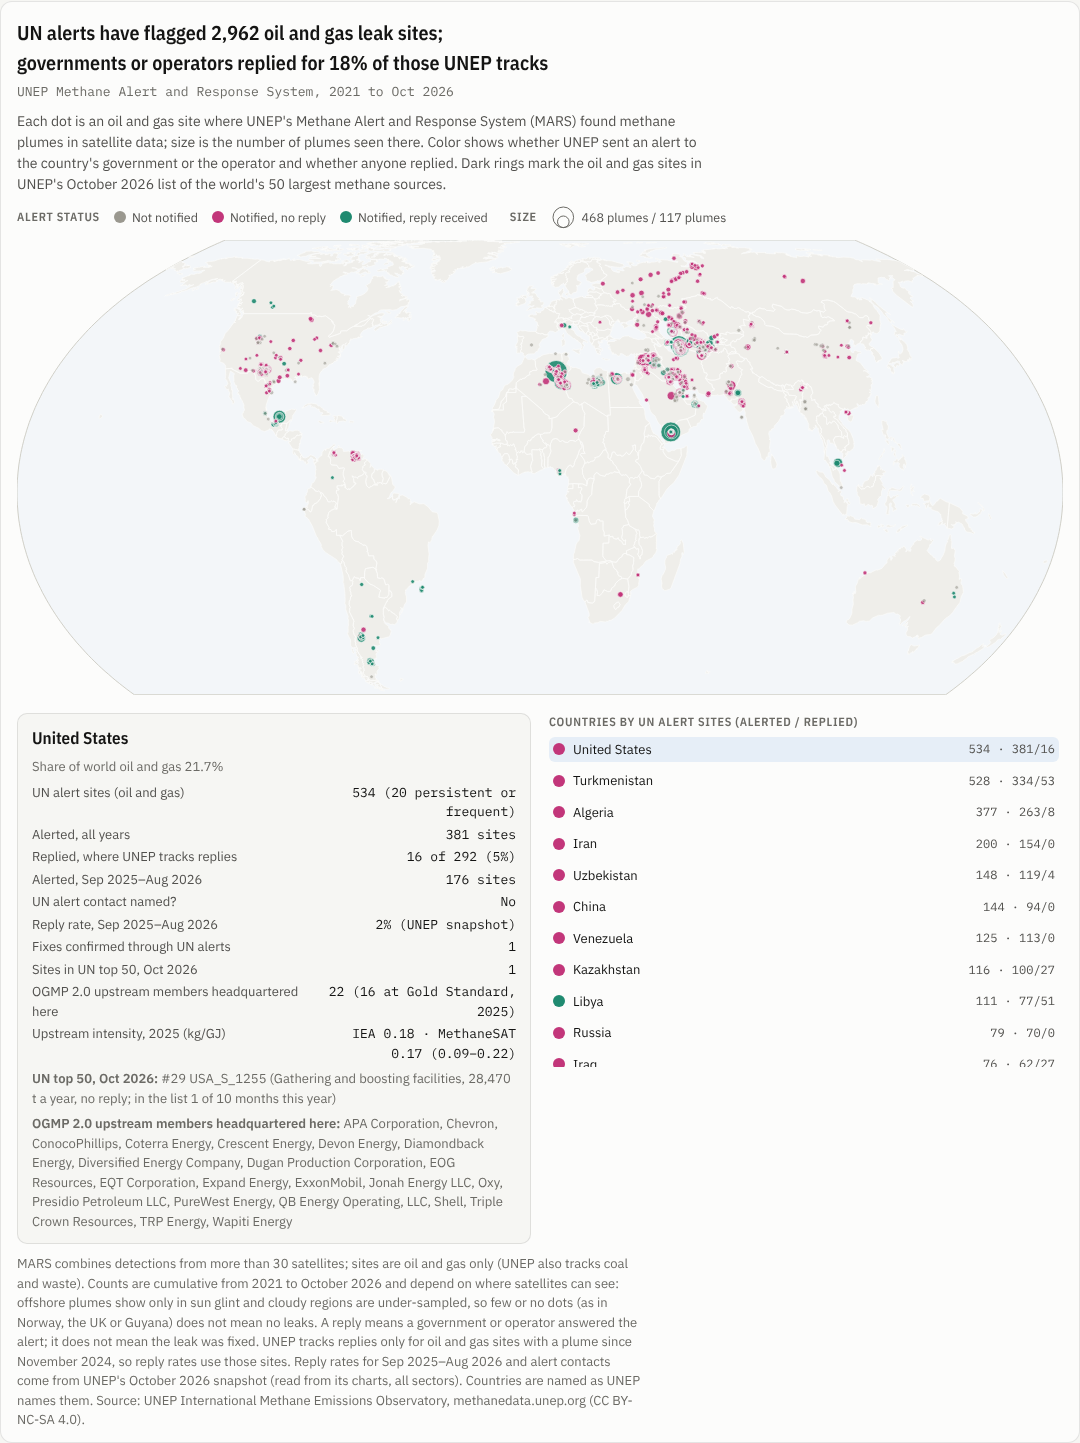 UN alerts have flagged 2,962 oil and gas leak sites;
governments or operators replied for 18% of those UNEP tracks
UNEP Methane Alert and Response System, 2021 to Oct 2026
Each dot is an oil and gas site where UNEP's Methane Alert and Response System (MARS) found methane
plumes in satellite data; size is the number of plumes seen there. Color shows whether UNEP sent an alert to
the country's government or the operator and whether anyone replied. Dark rings mark the oil and gas sites in
UNEP's October 2026 list of the world's 50 largest methane sources.
ALERT STATUS Not notified Notified, no reply Notified, reply received SIZE 468 plumes / 117 plumes
United States
Share of world oil and gas 21.7%
UN alert sites (oil and gas) 534 (20 persistent or
frequent)
Alerted, all years 381 sites
Replied, where UNEP tracks replies 16 of 292 (5%)
Alerted, Sep 2025–Aug 2026 176 sites
UN alert contact named? No
Reply rate, Sep 2025–Aug 2026 2% (UNEP snapshot)
Fixes confirmed through UN alerts 1
Sites in UN top 50, Oct 2026 1
OGMP 2.0 upstream members headquartered 22 (16 at Gold Standard,
here 2025)
Upstream intensity, 2025 (kg/GJ) IEA 0.18 · MethaneSAT
0.17 (0.09–0.22)
UN top 50, Oct 2026: #29 USA_S_1255 (Gathering and boosting facilities, 28,470
t a year, no reply; in the list 1 of 10 months this year)
OGMP 2.0 upstream members headquartered here: APA Corporation, Chevron,
ConocoPhillips, Coterra Energy, Crescent Energy, Devon Energy, Diamondback
Energy, Diversified Energy Company, Dugan Production Corporation, EOG
Resources, EQT Corporation, Expand Energy, ExxonMobil, Jonah Energy LLC, Oxy,
Presidio Petroleum LLC, PureWest Energy, QB Energy Operating, LLC, Shell, Triple
Crown Resources, TRP Energy, Wapiti Energy
COUNTRIES BY UN ALERT SITES (ALERTED / REPLIED)
United States 534 · 381/16
Turkmenistan 528 · 334/53
Algeria 377 · 263/8
Iran 200 · 154/0
Uzbekistan 148 · 119/4
China 144 · 94/0
Venezuela 125 · 113/0
Kazakhstan 116 · 100/27
Libya 111 · 77/51
Russia 79 · 70/0
Iraq 76 · 62/27
MARS combines detections from more than 30 satellites; sites are oil and gas only (UNEP also tracks coal
and waste). Counts are cumulative from 2021 to October 2026 and depend on where satellites can see:
offshore plumes show only in sun glint and cloudy regions are under-sampled, so few or no dots (as in
Norway, the UK or Guyana) does not mean no leaks. A reply means a government or operator answered the
alert; it does not mean the leak was fixed. UNEP tracks replies only for oil and gas sites with a plume since
November 2024, so reply rates use those sites. Reply rates for Sep 2025–Aug 2026 and alert contacts
come from UNEP's October 2026 snapshot (read from its charts, all sectors). Countries are named as UNEP
names them. Source: UNEP International Methane Emissions Observatory, methanedata.unep.org (CC BY-
NC-SA 4.0).